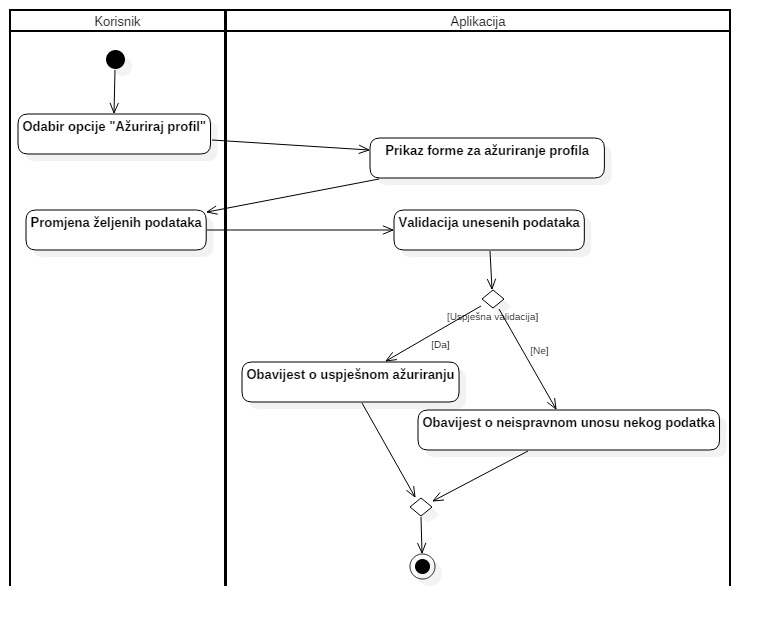 Korisnik
Aplikacija
Odabir opcije "Ažuriraj profil"
Prikaz forme za ažuriranje profila
Promjena željenih podataka
Validacija unesenih podataka
[Uspješna validacija]
[Da]
[Ne]
Obavijest o uspješnom ažuriranju
Obavijest o neispravnom unosu nekog podatka